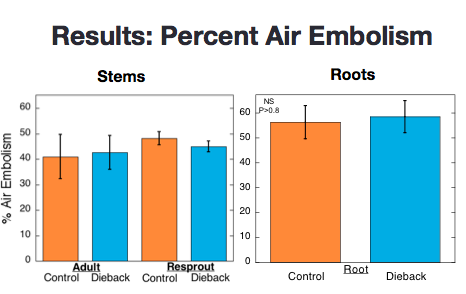 Results: Percent Air Embolism
Stems
Roots
% Air Embolism
60
50
40
30
20
10
0
Adult
Resprout
Control Dieback Control Dieback
NS
P>0.8
60
50
40
30
20
10
0
Root
Control Dieback